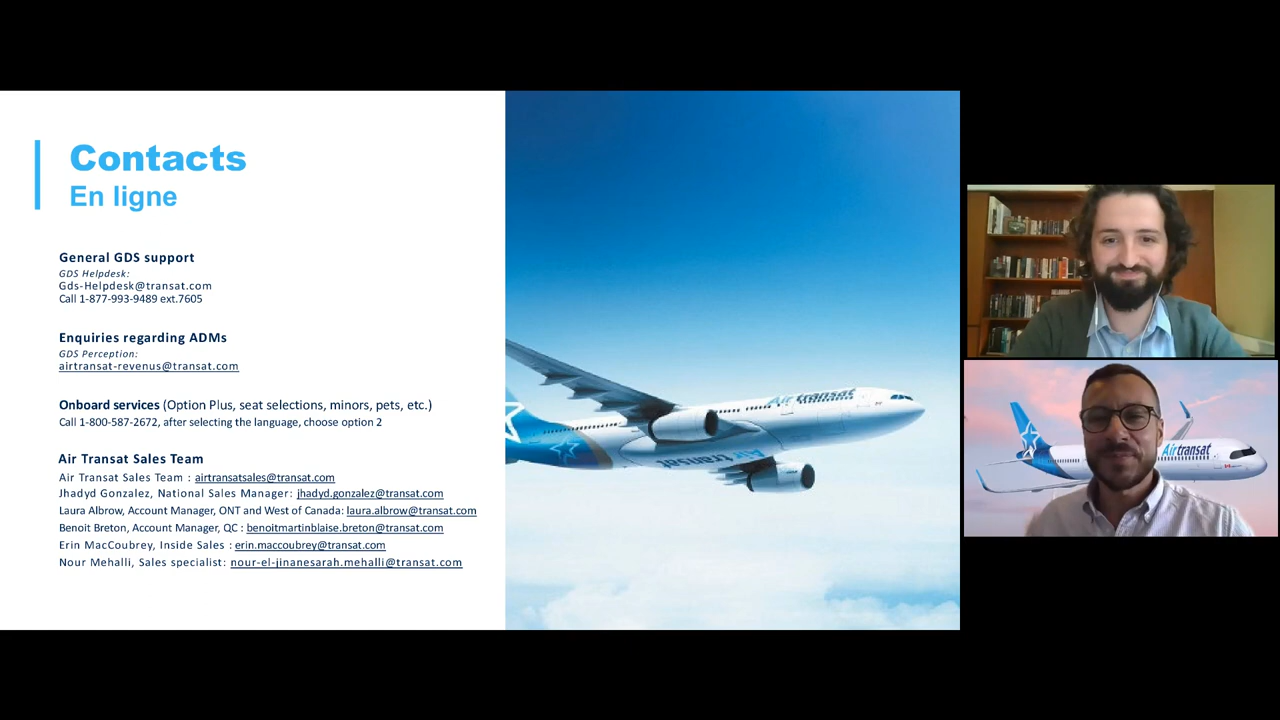 Contacts
En ligne
General GDS support
GDS Helpdesk:
Gds-Helpdesk@transat.com
Call 1-877-993-9489 ext.7605
Enquiries regarding ADMs
GDS Perception:
airtransat-revenus@transat.com
Onboard services (Option Plus, seat selections, minors, pets, etc.)
Call 1-800-587-2672, after selecting the language, choose option 2
Air Transat Sales Team
Air Transat Sales Team : airtransatsales@transat.com
Jhadyd Gonzalez, National Sales Manager: jhadyd.gonzalez@transat.com
Laura Albrow, Account Manager, ONT and West of Canada: laura.albrow@transat.com
Benoit Breton, Account Manager, QC : benoitmartinblaise.breton@transat.com
Erin MacCoubrey, Inside Sales : erin.maccoubrey@transat.com
Nour Mehalli, Sales specialist: nour-el-jinanesarah.mehalli@transat.com
Air transat
Air transat
Air transat